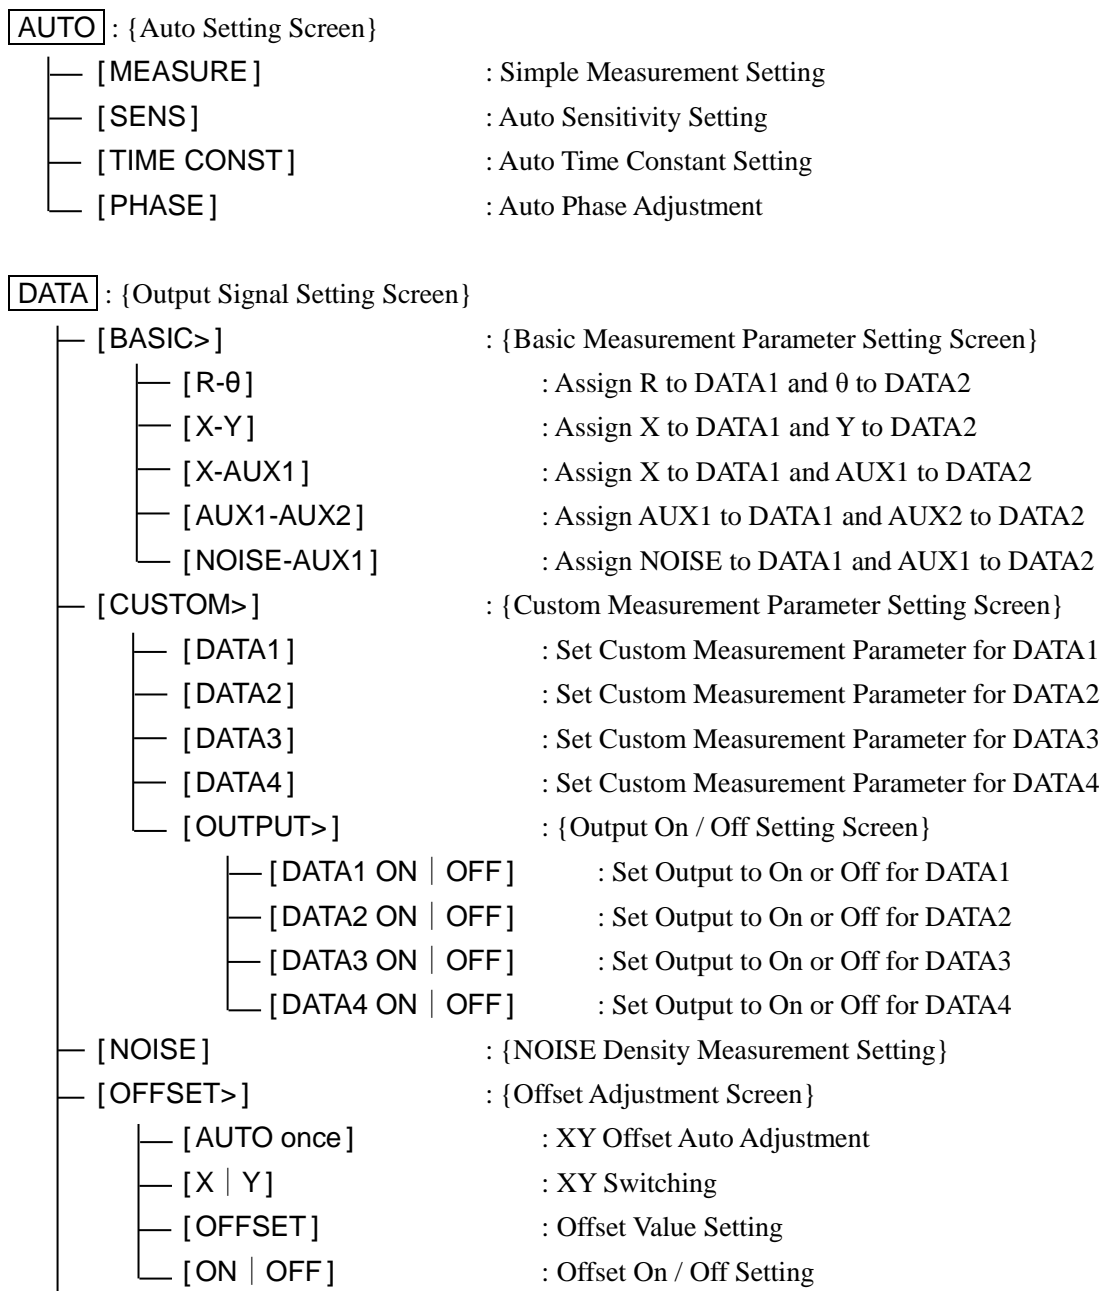 AUTO : {Auto Setting Screen}
[MEASURE] : Simple Measurement Setting
[SENS] : Auto Sensitivity Setting
[TIME CONST] : Auto Time Constant Setting
[PHASE] : Auto Phase Adjustment
DATA : {Output Signal Setting Screen}
[BASIC>] : {Basic Measurement Parameter Setting Screen}
[R-θ] : Assign R to DATA1 and θ to DATA2
[X-Y] : Assign X to DATA1 and Y to DATA2
[X-AUX1] : Assign X to DATA1 and AUX1 to DATA2
[AUX1-AUX2] : Assign AUX1 to DATA1 and AUX2 to DATA2
[NOISE-AUX1] : Assign NOISE to DATA1 and AUX1 to DATA2
[CUSTOM>] : {Custom Measurement Parameter Setting Screen}
[DATA1] : Set Custom Measurement Parameter for DATA1
[DATA2] : Set Custom Measurement Parameter for DATA2
[DATA3] : Set Custom Measurement Parameter for DATA3
[DATA4] : Set Custom Measurement Parameter for DATA4
[OUTPUT>] : {Output On / Off Setting Screen}
[DATA1 ON｜OFF] : Set Output to On or Off for DATA1
[DATA2 ON｜OFF] : Set Output to On or Off for DATA2
[DATA3 ON｜OFF] : Set Output to On or Off for DATA3
[DATA4 ON｜OFF] : Set Output to On or Off for DATA4
[NOISE] : {NOISE Density Measurement Setting}
[OFFSET>] : {Offset Adjustment Screen}
[AUTO once] : XY Offset Auto Adjustment
[X｜Y] : XY Switching
[OFFSET] : Offset Value Setting
[ON｜OFF] : Offset On / Off Setting